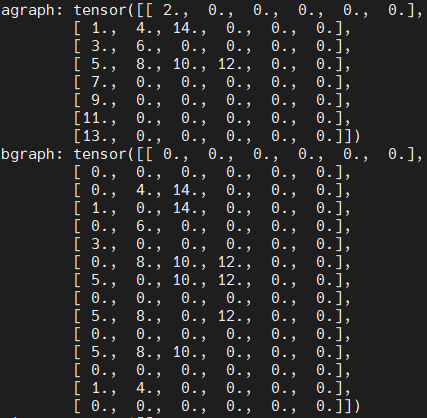 agraph: tensor([[ 2.,  0.,  0.,  0.,  0.,  0.],
        [ 1.,  4., 14.,  0.,  0.,  0.],
        [ 3.,  6.,  0.,  0.,  0.,  0.],
        [ 5.,  8., 10., 12.,  0.,  0.],
        [ 7.,  0.,  0.,  0.,  0.,  0.],
        [ 9.,  0.,  0.,  0.,  0.,  0.],
        [11.,  0.,  0.,  0.,  0.,  0.],
        [13.,  0.,  0.,  0.,  0.,  0.]])
bgraph: tensor([[ 0.,  0.,  0.,  0.,  0.,  0.],
        [ 0.,  0.,  0.,  0.,  0.,  0.],
        [ 0.,  4., 14.,  0.,  0.,  0.],
        [ 1.,  0., 14.,  0.,  0.,  0.],
        [ 0.,  6.,  0.,  0.,  0.,  0.],
        [ 3.,  0.,  0.,  0.,  0.,  0.],
        [ 0.,  8., 10., 12.,  0.,  0.],
        [ 5.,  0., 10., 12.,  0.,  0.],
        [ 0.,  0.,  0.,  0.,  0.,  0.],
        [ 5.,  8.,  0., 12.,  0.,  0.],
        [ 0.,  0.,  0.,  0.,  0.,  0.],
        [ 5.,  8., 10.,  0.,  0.,  0.],
        [ 0.,  0.,  0.,  0.,  0.,  0.],
        [ 1.,  4.,  0.,  0.,  0.,  0.],
        [ 0.,  0.,  0.,  0.,  0.,  0.]])